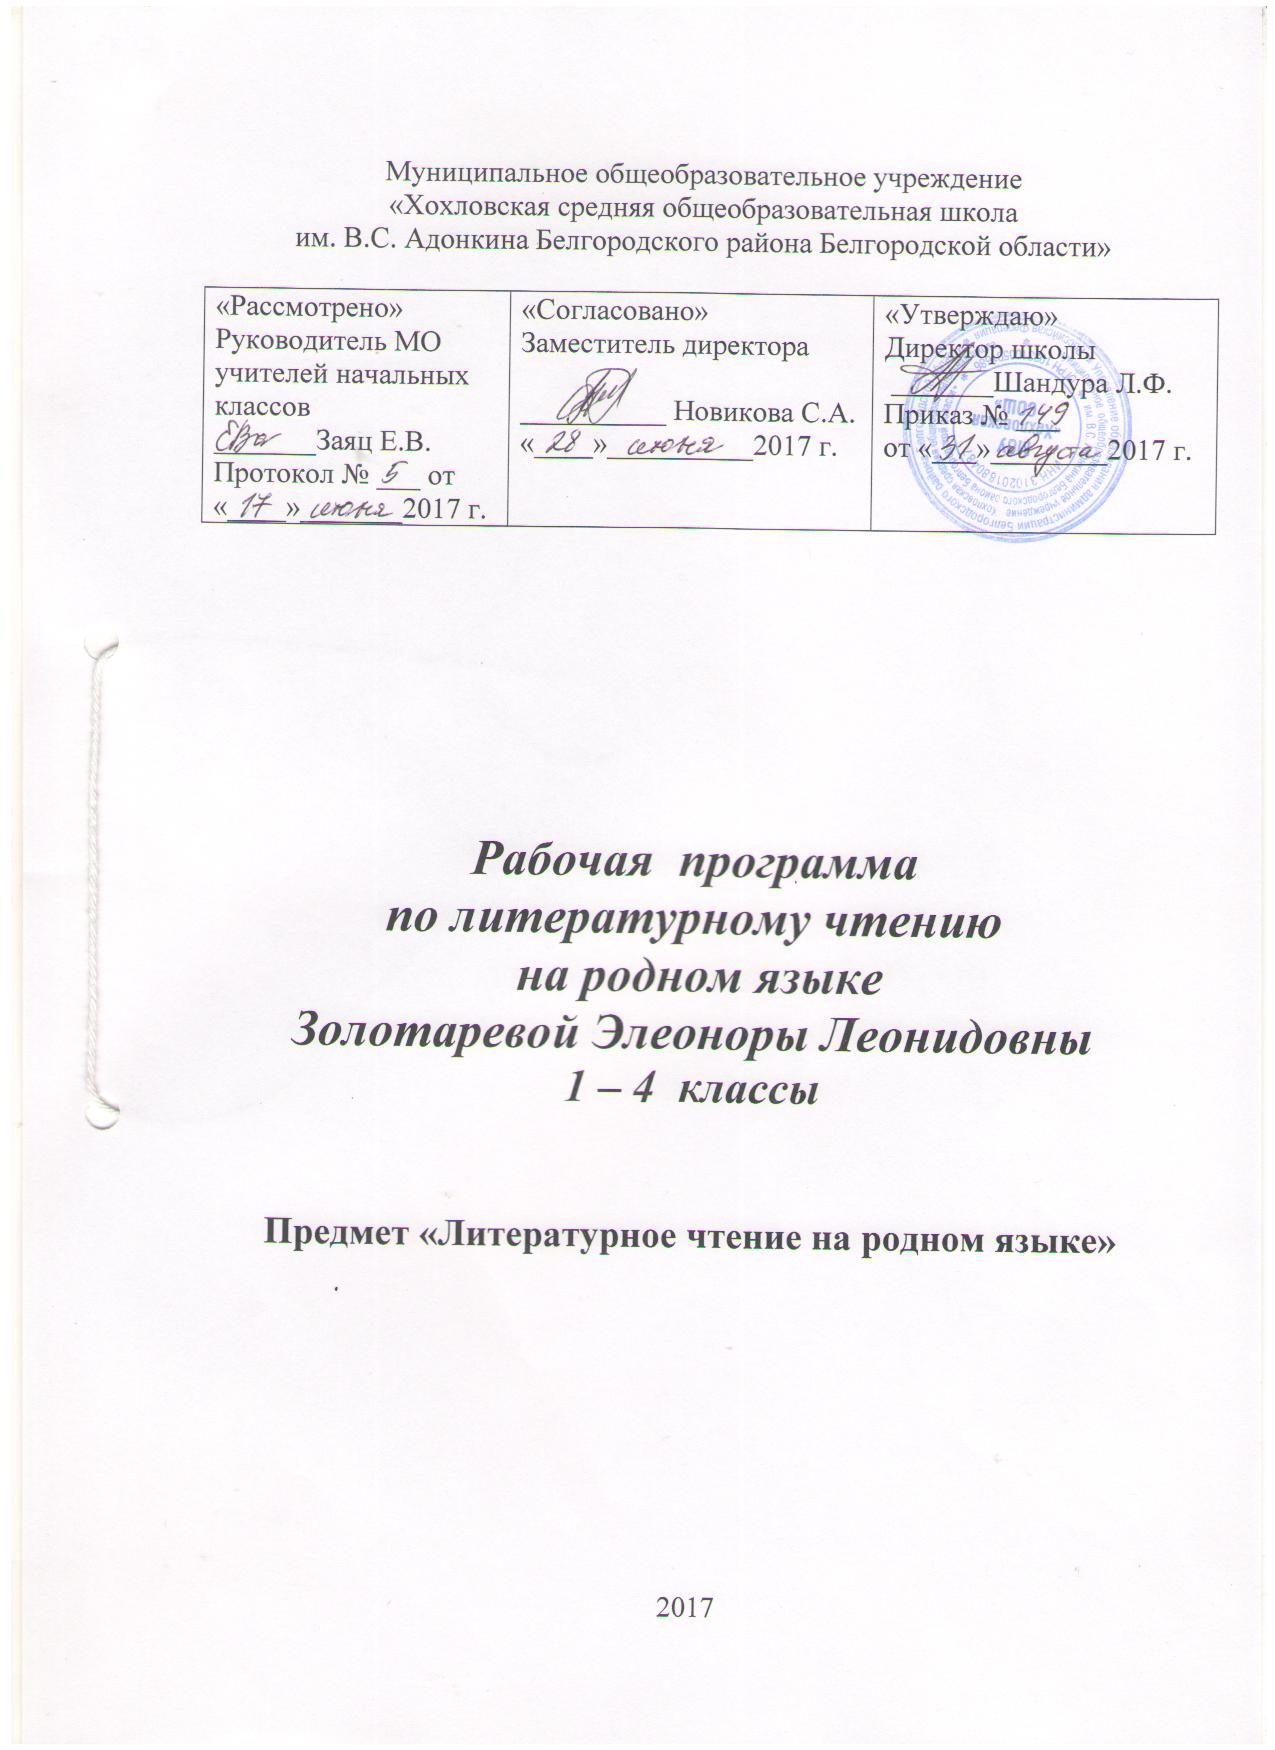 Муниципальное общеобразовательное учреждение
«Хохловская средняя общеобразовательная школа
им. В.С. Адонкина Белгородского района Белгородской области»
«Рассмотрено»
Руководитель МО
учителей начальных
классов
________Заяц Е.В.
Протокол № 5 от
«17» июня 2017 г.
«Согласовано»
Заместитель директора
__________ Новикова С.А.
«28» июня 2017 г.
«Утверждаю»
Директор школы
_______Шандура Л.Ф.
Приказ № 149
от «31» августа 2017 г.
Рабочая программа
по литературному чтению
на родном языке
Золотаревой Элеоноры Леонидовны
1 – 4 классы
Предмет «Литературное чтение на родном языке»
2017